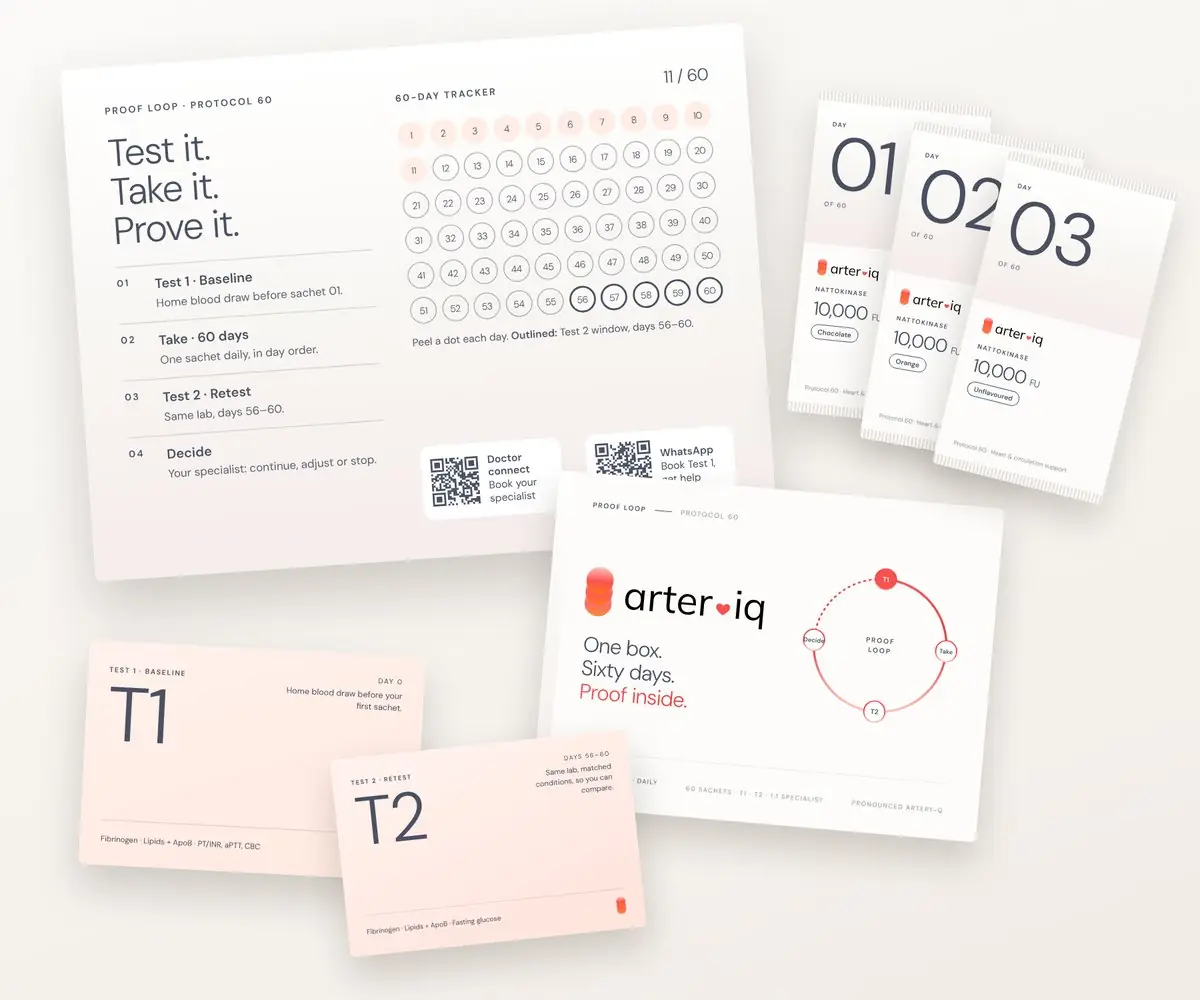 PROOF LOOP · PROTOCOL 60
Test it.
Take it.
Prove it.
01 Test 1 · Baseline
Home blood draw before sachet 01.
02 Take · 60 days
One sachet daily, in day order.
03 Test 2 · Retest
Same lab, days 56–60.
04 Decide
Your specialist: continue, adjust or stop.
60-DAY TRACKER
11 / 60
1 2 3 4 5 6 7 8 9 10
11 12 13 14 15 16 17 18 19 20
21 22 23 24 25 26 27 28 29 30
31 32 33 34 35 36 37 38 39 40
41 42 43 44 45 46 47 48 49 50
51 52 53 54 55 56 57 58 59 60
Peel a dot each day. Outlined: Test 2 window, days 56–60.
Doctor
connect
Book your
specialist
WhatsApp
Book Test 1,
get help
DAY
01
OF 60
arter iq
NATTOKINASE
10,000 FU
Chocolate
Protocol 60 · Heart &
DAY
02
OF 60
arter iq
NATTOKINASE
10,000 FU
Orange
Protocol 60 · Heart &
DAY
03
OF 60
arter iq
NATTOKINASE
10,000 FU
Unflavoured
Protocol 60 · Heart & circulation support
PROOF LOOP — PROTOCOL 60
arter iq
One box.
Sixty days.
Proof inside.
T1
Take
T2
Decide
PROOF
LOOP
· DAILY
60 SACHETS · T1 · T2 · 1:1 SPECIALIST
PRONOUNCED ARTERY-Q
TEST 1 · BASELINE
T1
DAY 0
Home blood draw before your
first sachet.
Fibrinogen · Lipids + ApoB · PT/INR, aPTT, CBC
TEST 2 · RETEST
T2
DAYS 56–60
Same lab, matched
conditions, so you can
compare.
Fibrinogen · Lipids + ApoB · Fasting glucose